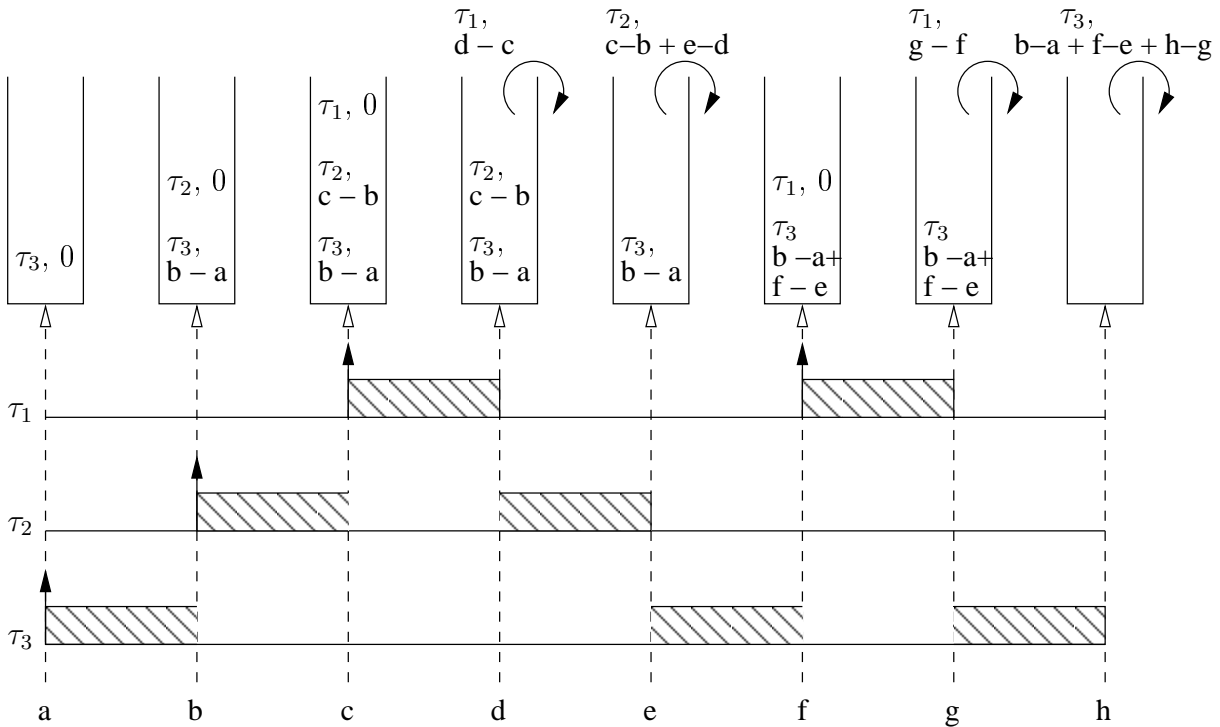 τ₁,
d – c
τ₂,
c–b + e–d
τ₁,
g – f
τ₃,
b–a + f–e + h–g
τ₃, 0
τ₂, 0
τ₃,
b – a
τ₁, 0
τ₂,
c – b
τ₃,
b – a
τ₂,
c – b
τ₃,
b – a
τ₃,
b – a
τ₁, 0
τ₃
b –a+
f – e
τ₃
b –a+
f – e
τ₁
τ₂
τ₃
a b c d e f g h